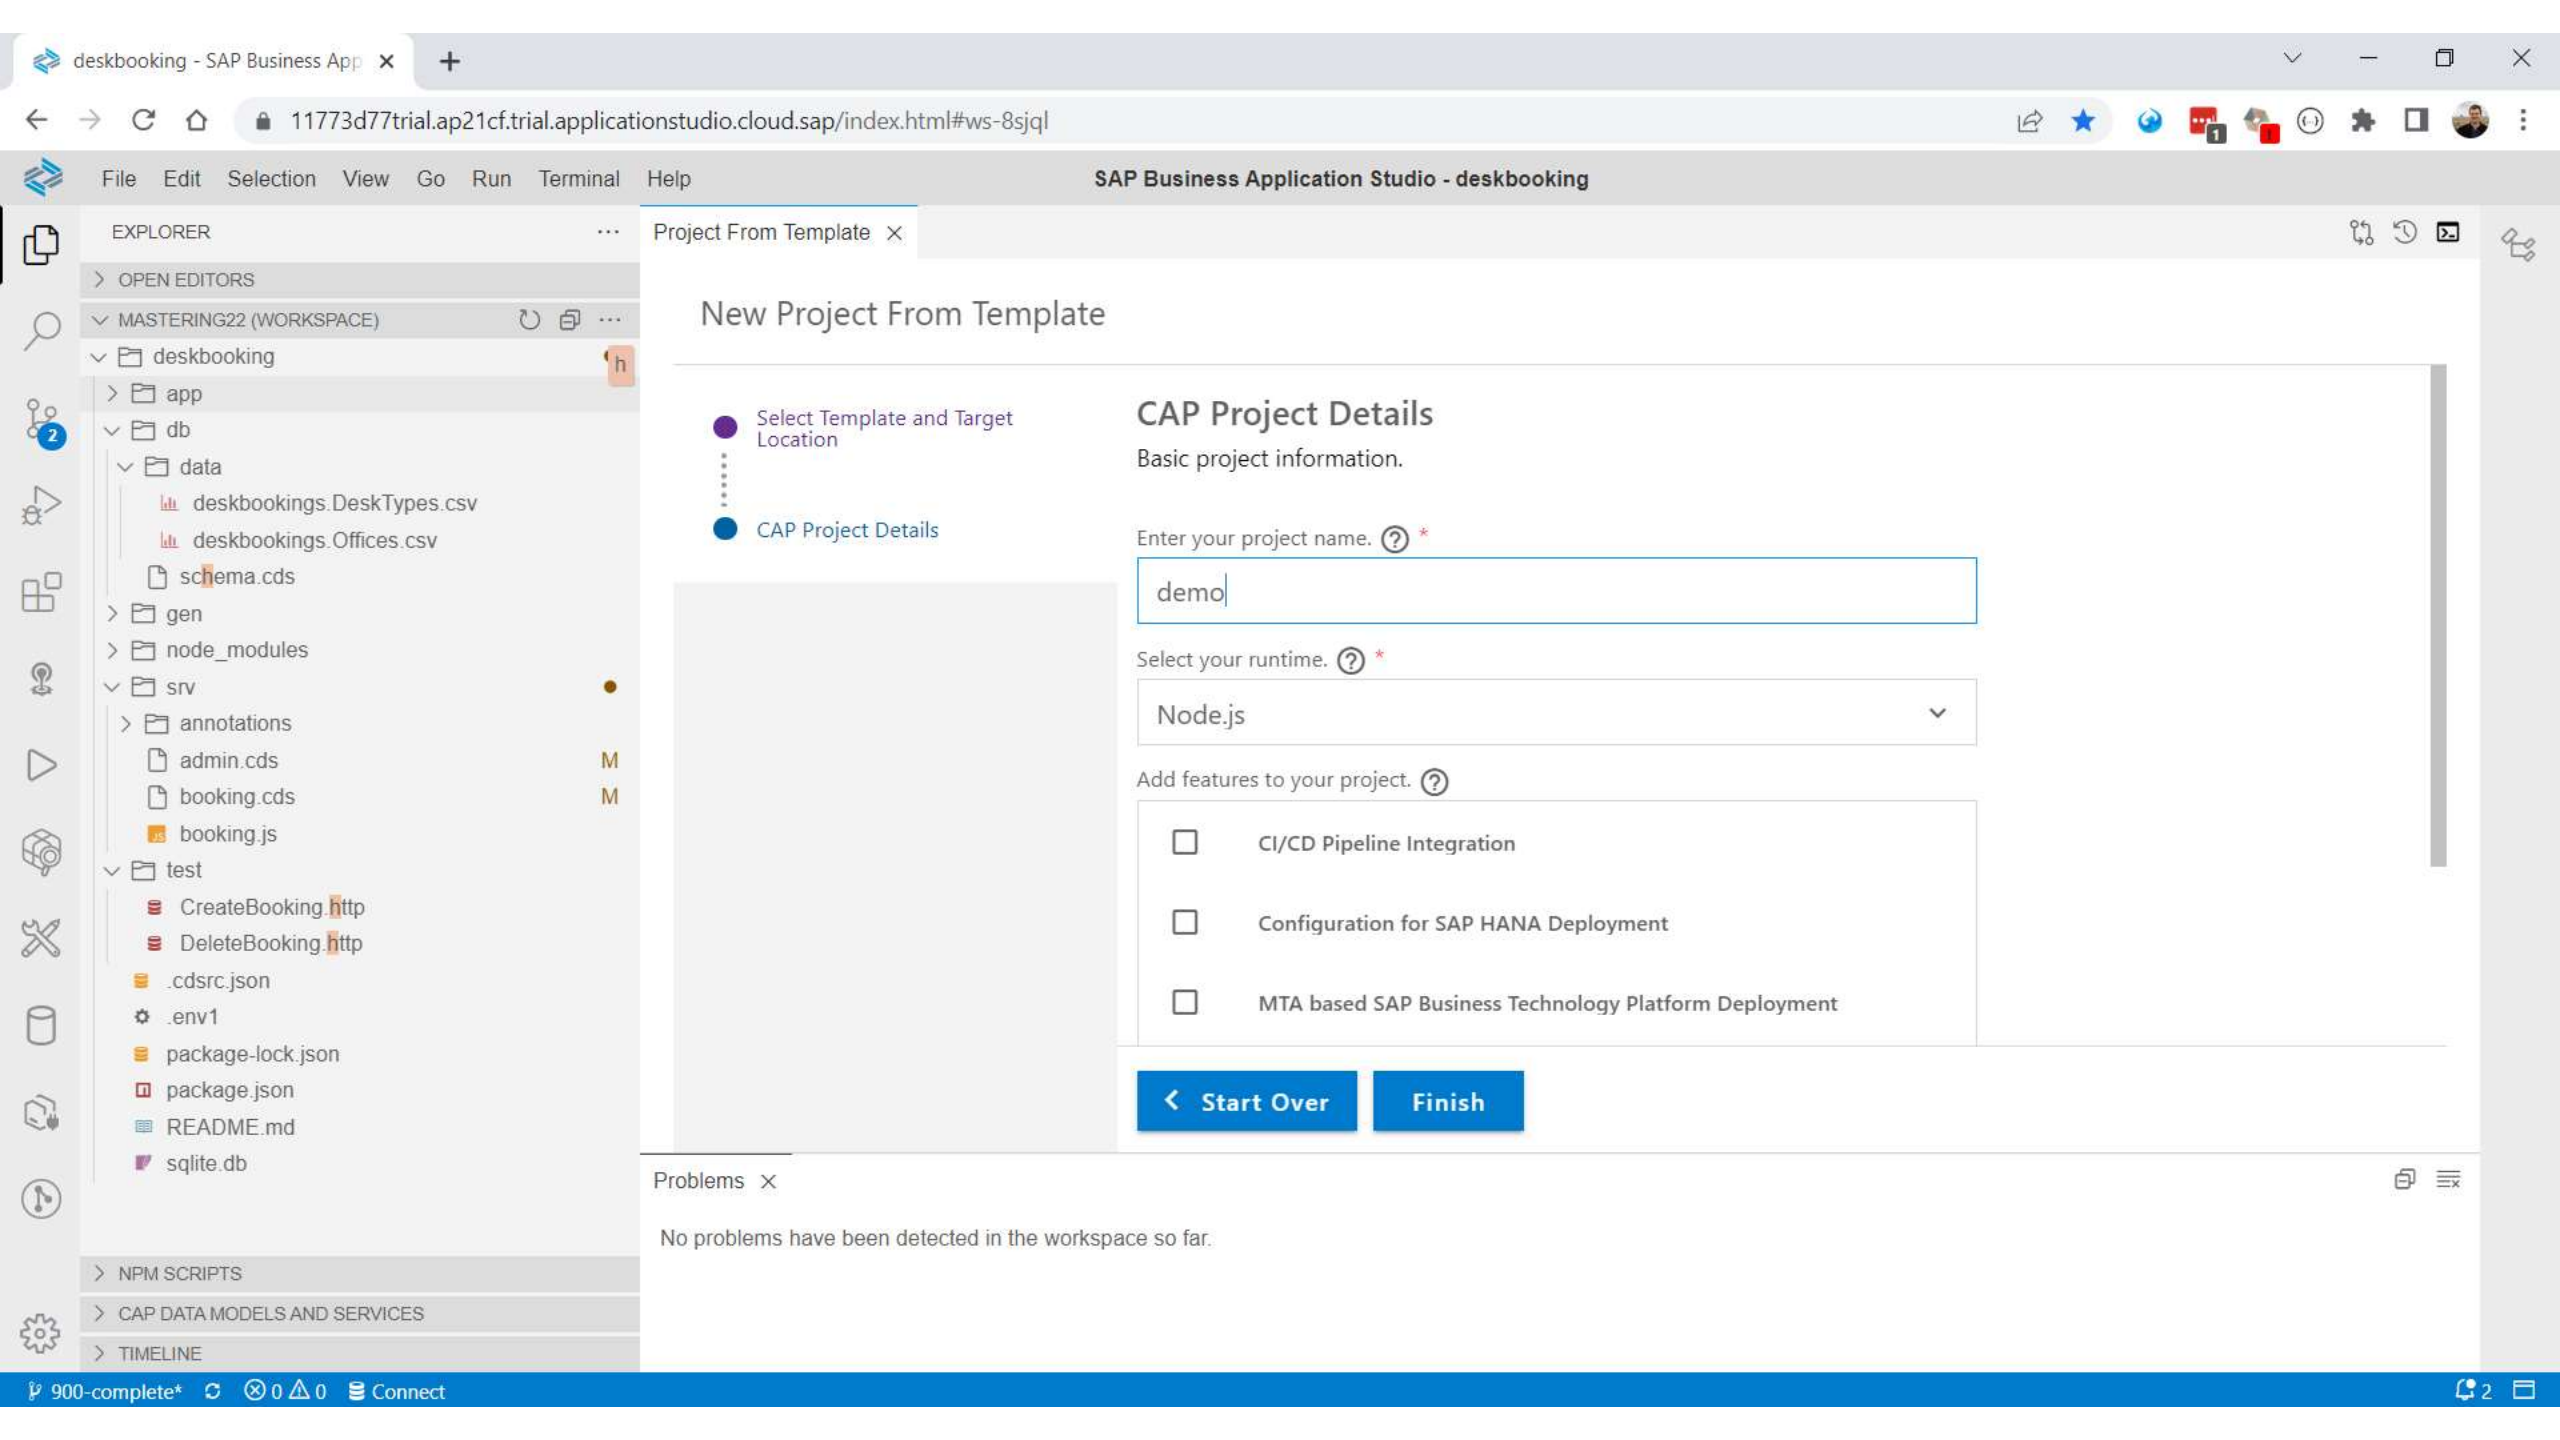 deskbooking - SAP Business App
11773d77trial.ap21cf.trial.applicationstudio.cloud.sap/index.html#ws-8sjql
1
File Edit Selection View Go Run Terminal Help
SAP Business Application Studio - deskbooking
EXPLORER
Project From Template
OPEN EDITORS
MASTERING22 (WORKSPACE)
deskbooking
h
app
db
data
deskbookings.DeskTypes.csv
deskbookings.Offices.csv
schema.cds
gen
node_modules
srv
annotations
admin.cds M
booking.cds M
JS booking.js
test
CreateBooking.http
DeleteBooking.http
.cdsrc.json
.env1
package-lock.json
package.json
README.md
sqlite.db
NPM SCRIPTS
CAP DATA MODELS AND SERVICES
TIMELINE
2
New Project From Template
Select Template and Target
Location
CAP Project Details
CAP Project Details
Basic project information.
Enter your project name. ? *
demo
Select your runtime. ? *
Node.js
Add features to your project. ?
CI/CD Pipeline Integration
Configuration for SAP HANA Deployment
MTA based SAP Business Technology Platform Deployment
Start Over
Finish
Problems
No problems have been detected in the workspace so far.
900-complete* 0 0 Connect
2